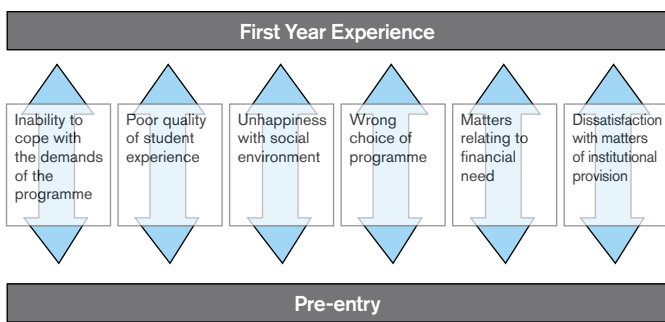 First Year Experience
Inability to
cope with
the demands
of the
programme
Poor quality
of student
experience
Unhappiness
with social
environment
Wrong
choice of
programme
Matters
relating to
financial
need
Dissatisfaction
with matters
of institutional
provision
Pre-entry